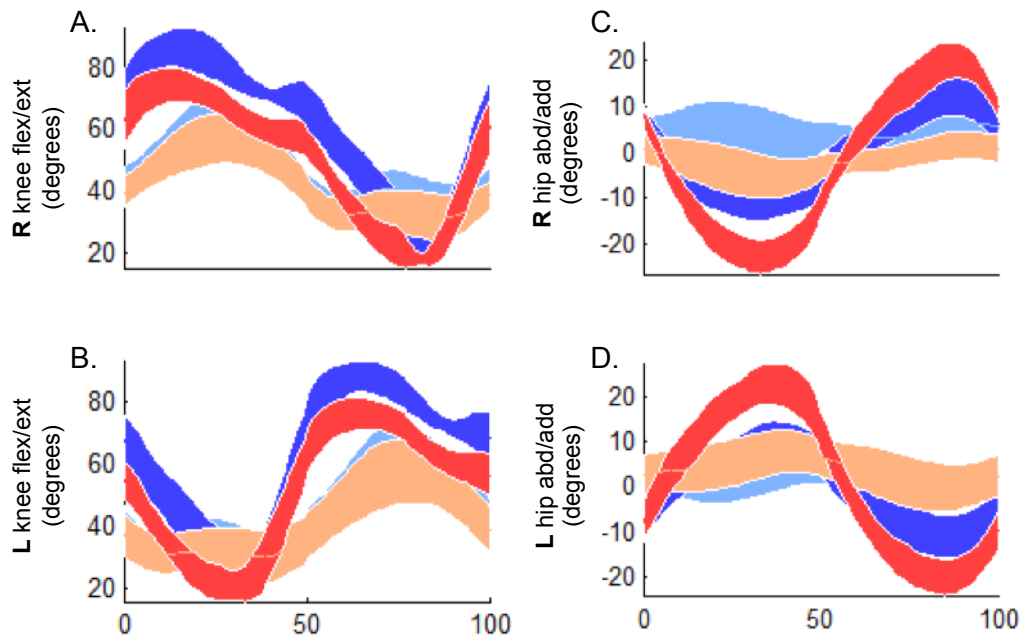 A.
R knee flex/ext
(degrees)
80
60
40
20
C.
R hip abd/add
(degrees)
20
10
0
-10
-20
B.
L knee flex/ext
(degrees)
80
60
40
20
0
50
100
D.
L hip abd/add
(degrees)
20
10
0
-10
-20
0
50
100